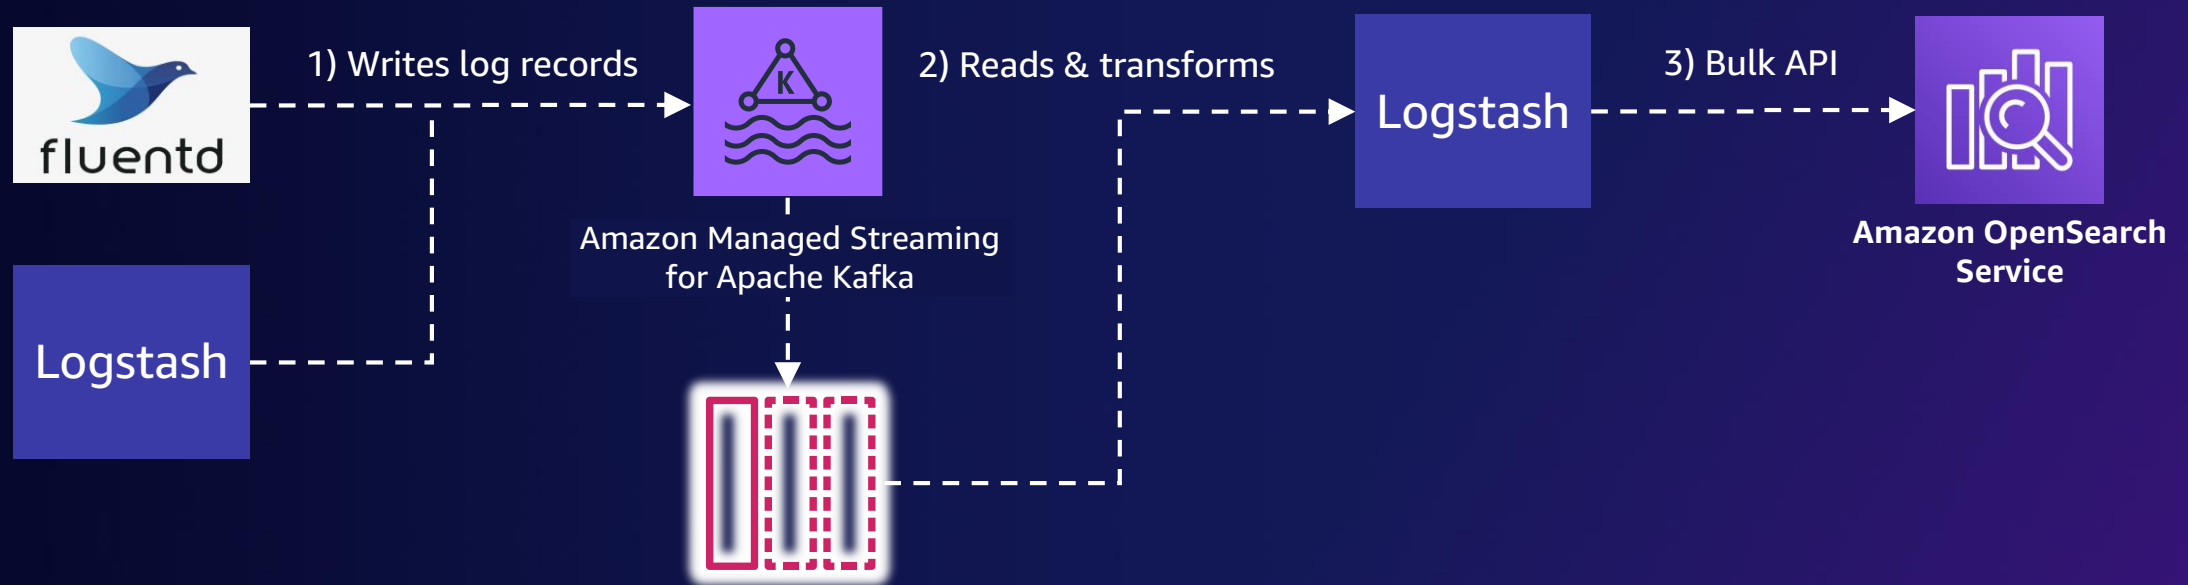 fluentd
1) Writes log records
K
2) Reads & transforms
Logstash
3) Bulk API
Amazon OpenSearch
Service
Amazon Managed Streaming
for Apache Kafka
Logstash